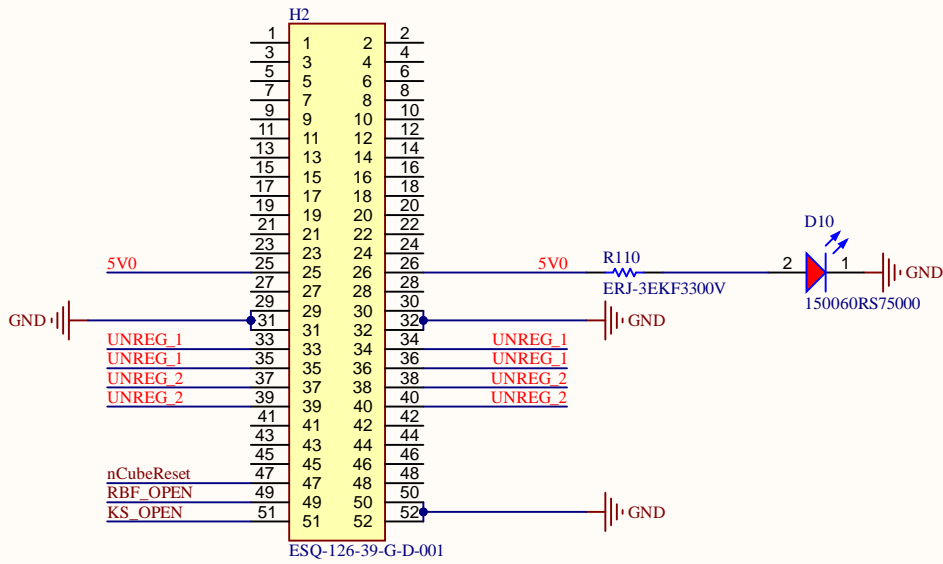 H2
1 1 2 2
3 3 4 4
5 5 6 6
7 7 8 8
9 9 10 10
11 11 12 12
13 13 14 14
15 15 16 16
17 17 18 18
19 19 20 20
21 21 22 22
23 23 24 24
5V0 25 25 26 26 5V0 R110 ERJ-3EKF3300V D10 2 1 150060RS75000 GND
27 27 28 28
29 29 30 30
GND 31 31 32 32 GND
UNREG_1 33 33 34 34 UNREG_1
UNREG_1 35 35 36 36 UNREG_1
UNREG_2 37 37 38 38 UNREG_2
UNREG_2 39 39 40 40 UNREG_2
41 41 42 42
43 43 44 44
45 45 46 46
nCubeReset 47 47 48 48
RBF_OPEN 49 49 50 50
KS_OPEN 51 51 52 52 GND
ESQ-126-39-G-D-001